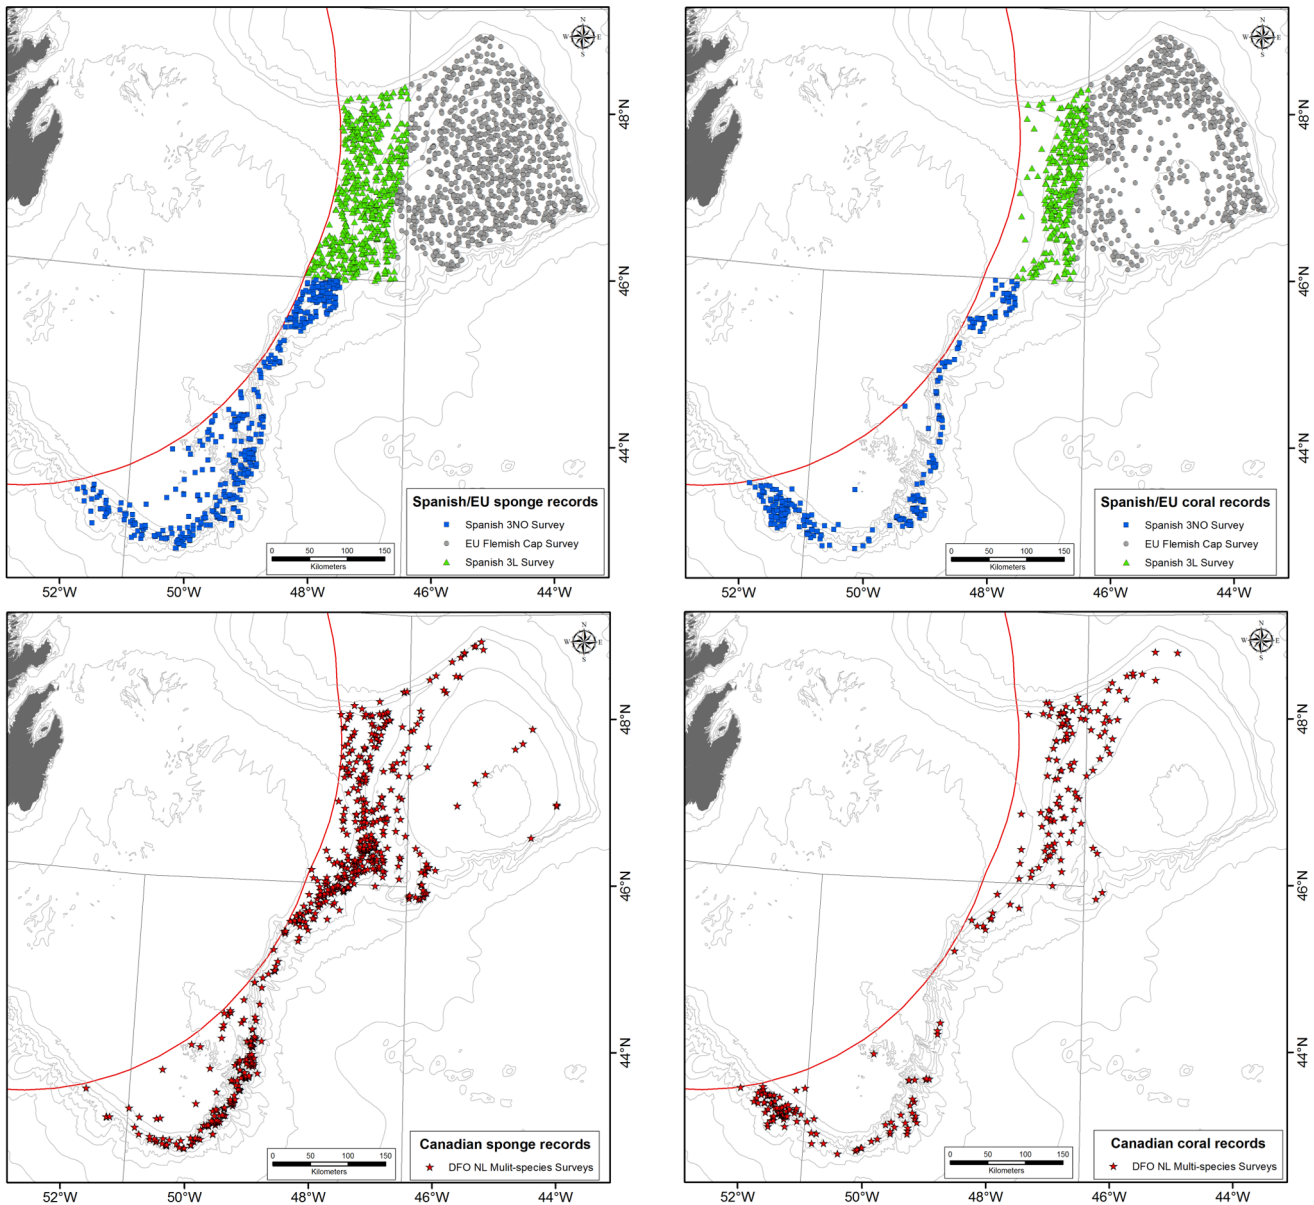 N
W E
S
48°N
46°N
44°N
Spanish/EU sponge records
Spanish 3NO Survey
EU Flemish Cap Survey
Spanish 3L Survey
0 50 100 150
Kilometers
52°W 50°W 48°W 46°W 44°W
N
W E
S
48°N
46°N
44°N
Spanish/EU coral records
Spanish 3NO Survey
EU Flemish Cap Survey
Spanish 3L Survey
0 50 100 150
Kilometers
52°W 50°W 48°W 46°W 44°W
N
W E
S
48°N
46°N
44°N
Canadian sponge records
DFO NL Mulit-species Surveys
0 50 100 150
Kilometers
52°W 50°W 48°W 46°W 44°W
N
W E
S
48°N
46°N
44°N
Canadian coral records
DFO NL Multi-species Surveys
0 50 100 150
Kilometers
52°W 50°W 48°W 46°W 44°W